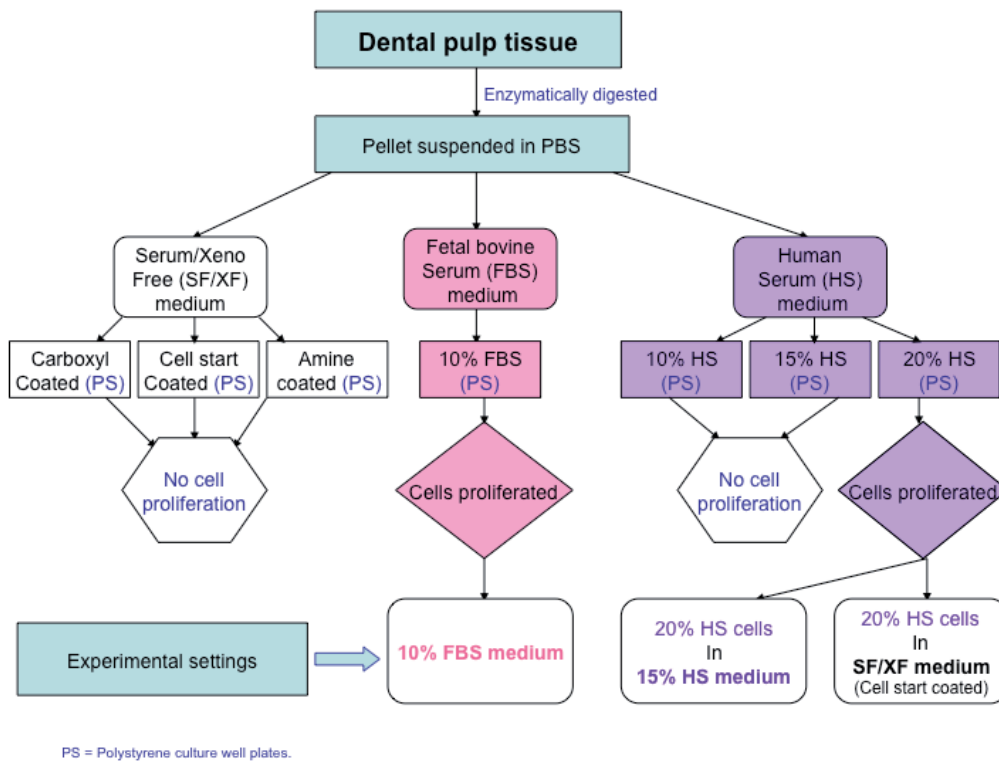 Dental pulp tissue
Enzymatically digested
Pellet suspended in PBS
Serum/Xeno
Free (SF/XF)
medium
Fetal bovine
Serum (FBS)
medium
Human
Serum (HS)
medium
Carboxyl
Coated (PS)
Cell start
Coated (PS)
Amine
coated (PS)
10% FBS
(PS)
10% HS
(PS)
15% HS
(PS)
20% HS
(PS)
No cell
proliferation
Cells proliferated
No cell
proliferation
Cells proliferated
Experimental settings
10% FBS medium
20% HS cells
In
15% HS medium
20% HS cells
In
SF/XF medium
(Cell start coated)
PS = Polystyrene culture well plates.